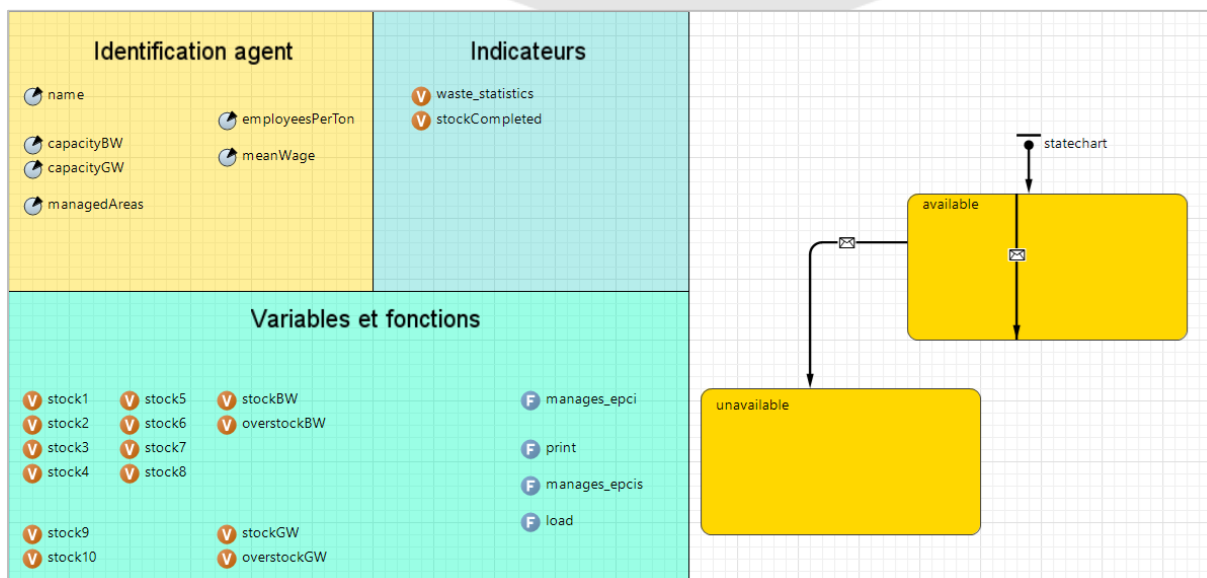 Identification agent
name
employeesPerTon
capacityBW
meanWage
capacityGW
managedAreas
Indicateurs
waste_statistics
stockCompleted
Variables et fonctions
stock1
stock5
stockBW
manages_epci
stock2
stock6
overstockBW
stock3
stock7
print
stock4
stock8
manages_epcis
load
stock9
stockGW
stock10
overstockGW
statechart
available
unavailable